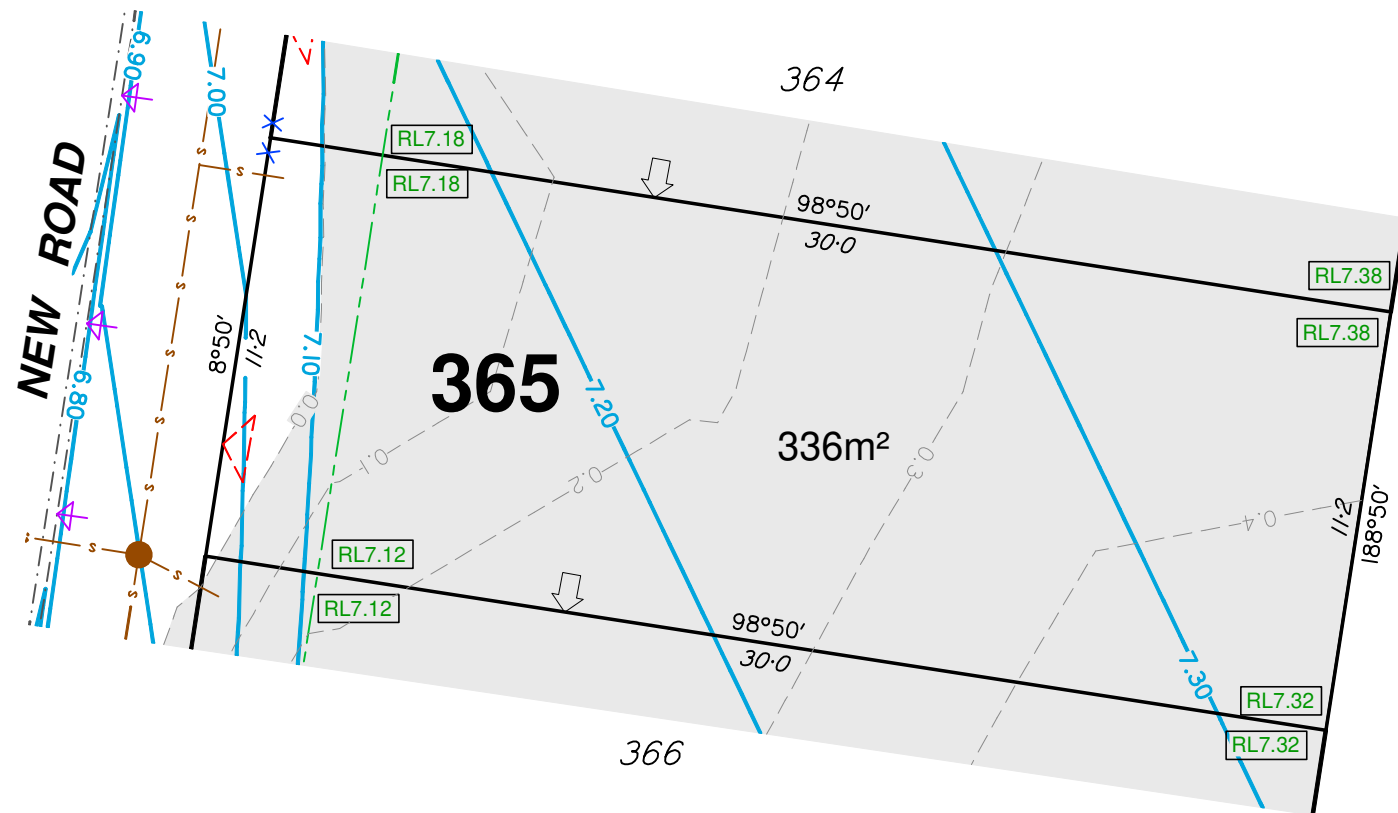 6.90
7.00
364
RL7.18
RL7.18
s
s
98°50′
30·0
NEW ROAD
RL7.38
RL7.38
s
8°50′
11·2
7.10
s
365
7.20
6.80
0.0
336m²
0.1
0.2
0.3
s
11·2
188°50′
0.4
s
s
s
RL7.12
RL7.12
98°50′
30·0
7.30
RL7.32
RL7.32
366